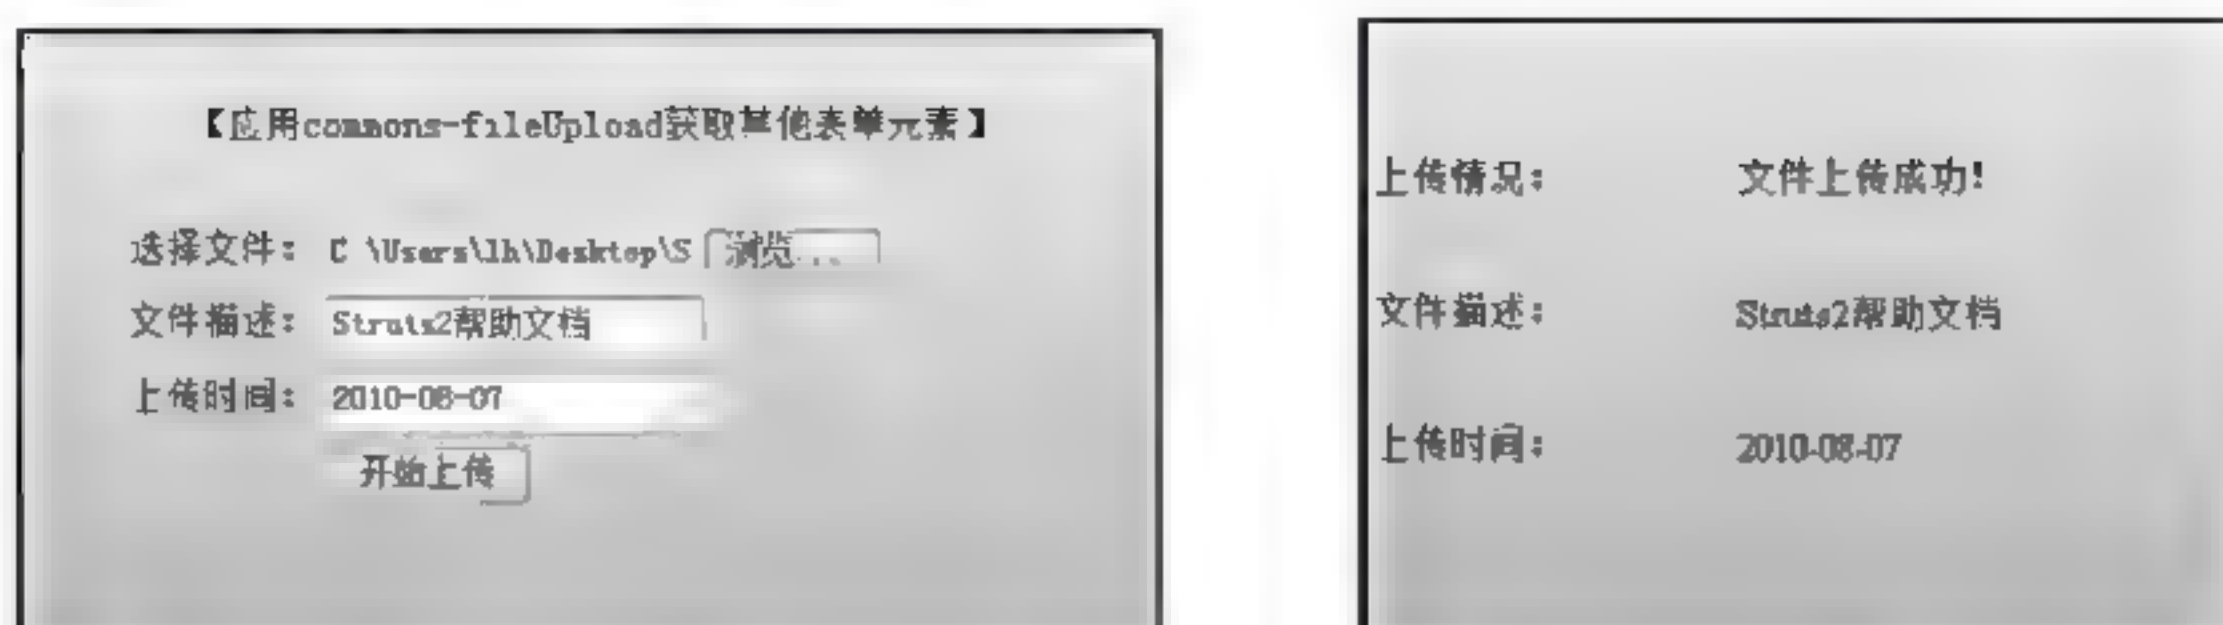 【应用commons-fileUpload获取其他表单元素】
选择文件: C:\Users\lh\Desktop\S 浏览...
文件描述: Struts2帮助文档
上传时间: 2010-08-07
开始上传
上传情况: 文件上传成功!
文件描述: Struts2帮助文档
上传时间: 2010-08-07